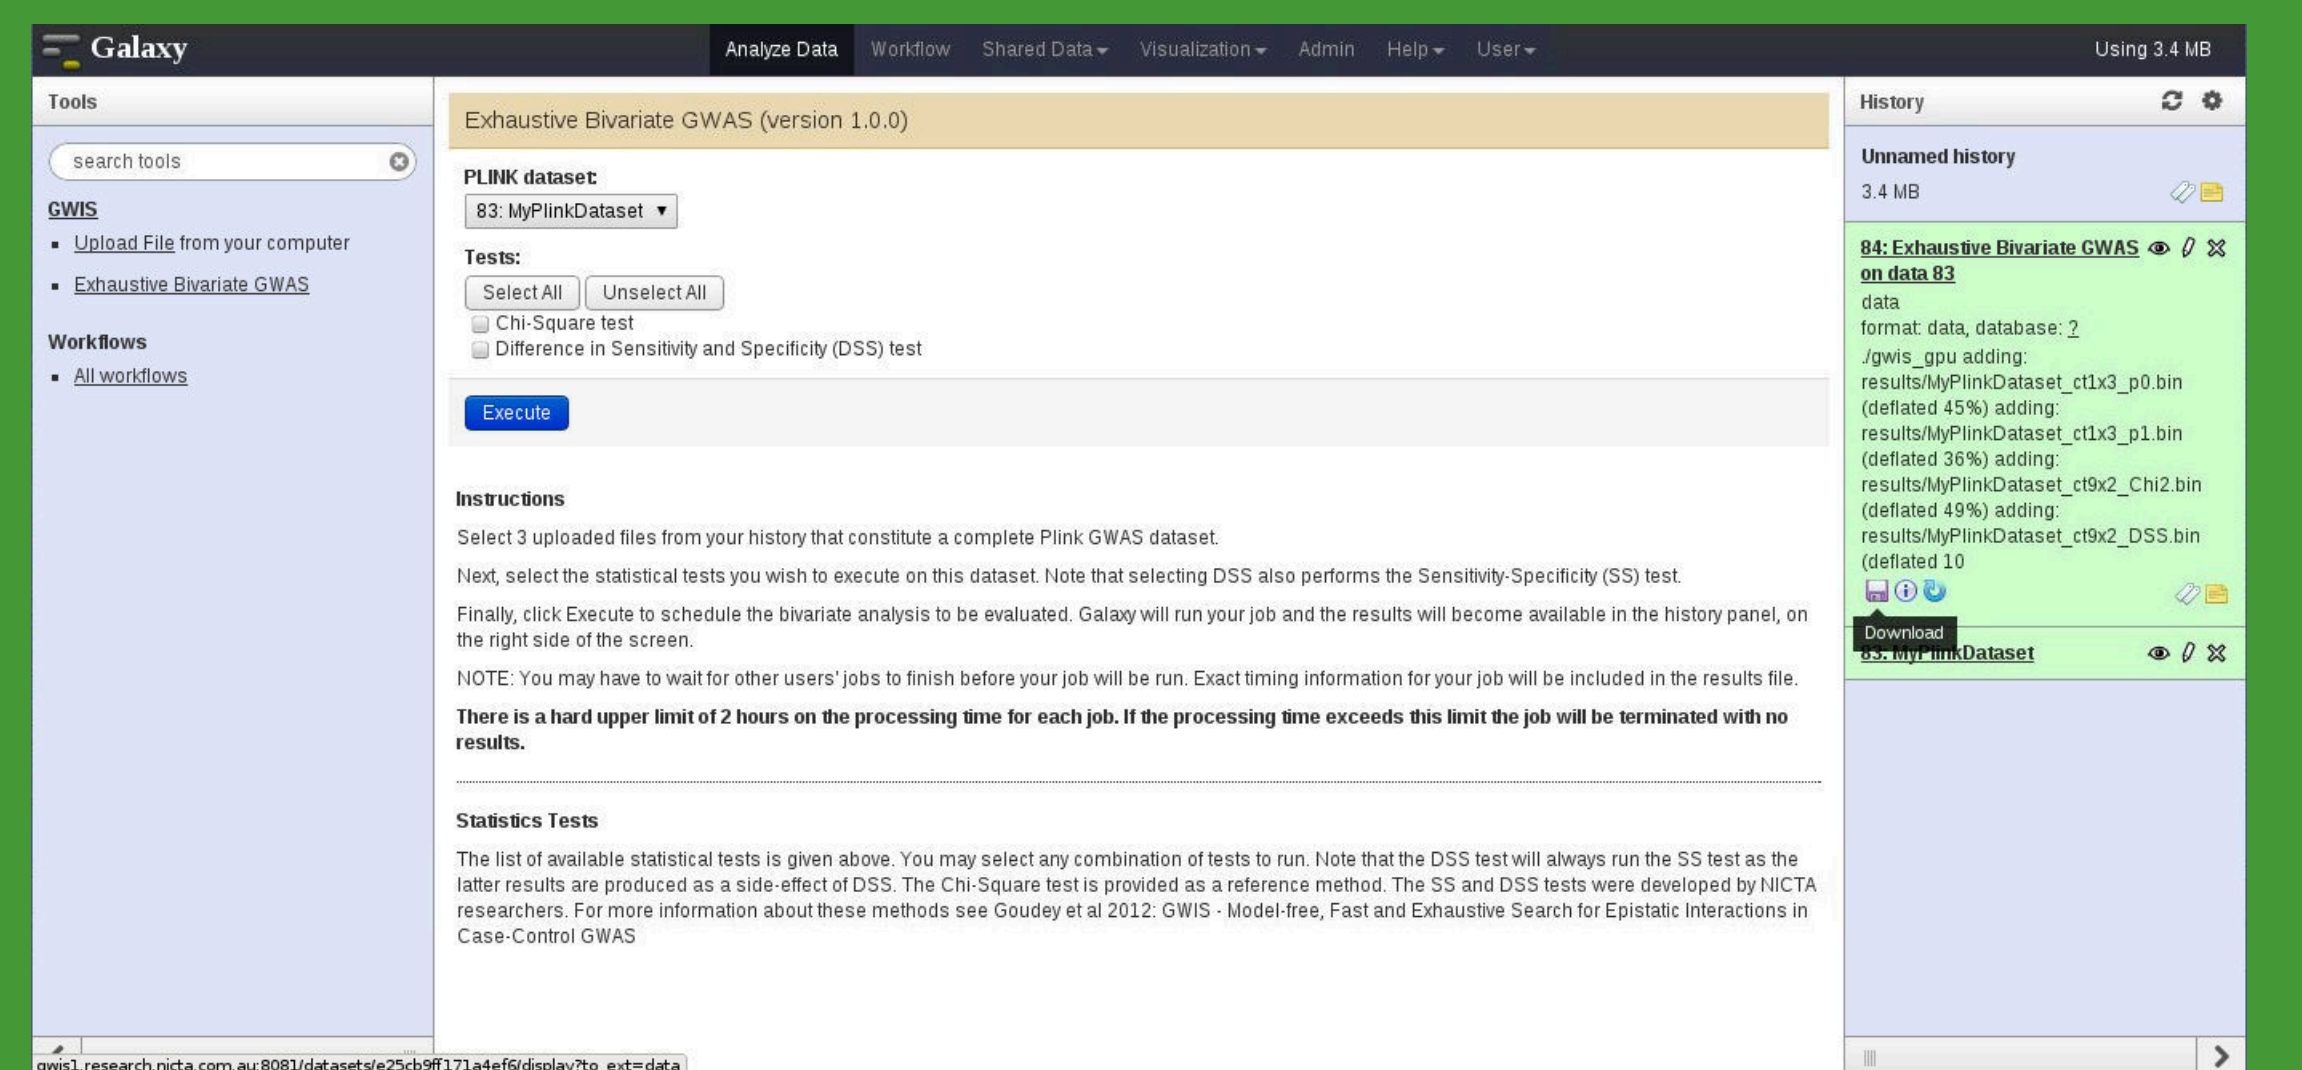 Galaxy
Analyze Data Workflow Shared Data Visualization Admin Help User
Using 3.4 MB
Tools
search tools
GWIS
Upload File from your computer
Exhaustive Bivariate GWAS
Workflows
All workflows
Exhaustive Bivariate GWAS (version 1.0.0)
PLINK dataset:
83: MyPlinkDataset
Tests:
Select All Unselect All
Chi-Square test
Difference in Sensitivity and Specificity (DSS) test
Execute
Instructions
Select 3 uploaded files from your history that constitute a complete Plink GWAS dataset.
Next, select the statistical tests you wish to execute on this dataset. Note that selecting DSS also performs the Sensitivity-Specificity (SS) test.
Finally, click Execute to schedule the bivariate analysis to be evaluated. Galaxy will run your job and the results will become available in the history panel, on
the right side of the screen.
NOTE: You may have to wait for other users' jobs to finish before your job will be run. Exact timing information for your job will be included in the results file.
There is a hard upper limit of 2 hours on the processing time for each job. If the processing time exceeds this limit the job will be terminated with no
results.
Statistics Tests
The list of available statistical tests is given above. You may select any combination of tests to run. Note that the DSS test will always run the SS test as the
latter results are produced as a side-effect of DSS. The Chi-Square test is provided as a reference method. The SS and DSS tests were developed by NICTA
researchers. For more information about these methods see Goudey et al 2012: GWIS - Model-free, Fast and Exhaustive Search for Epistatic Interactions in
Case-Control GWAS
History
Unnamed history
3.4 MB
84: Exhaustive Bivariate GWAS
on data 83
data
format: data, database: ?
./gwis_gpu adding:
results/MyPlinkDataset_ct1x3_p0.bin
(deflated 45%) adding:
results/MyPlinkDataset_ct1x3_p1.bin
(deflated 36%) adding:
results/MyPlinkDataset_ct9x2_Chi2.bin
(deflated 49%) adding:
results/MyPlinkDataset_ct9x2_DSS.bin
(deflated 10
Download
83: MyPlinkDataset
gwis1.research.nicta.com.au:8081/datasets/e25cb9ff171a4ef6/display?to_ext=data